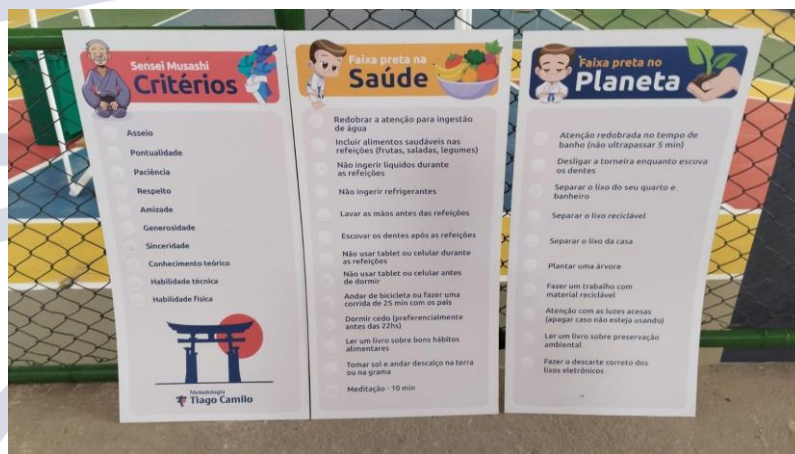 Sensei Musashi
Critérios
Asseio
Pontualidade
Paciência
Respeito
Amizade
Generosidade
Sinceridade
Conhecimento teórico
Habilidade técnica
Habilidade física
Metodologia
Tiago Camilo
Faixa preta na
Saúde
Redobrar a atenção para ingestão
de água
Incluir alimentos saudáveis nas
refeições (frutas, saladas, legumes)
Não ingerir líquidos durante
as refeições
Não ingerir refrigerantes
Lavar as mãos antes das refeições
Escovar os dentes após as refeições
Não usar tablet ou celular durante
as refeições
Não usar tablet ou celular antes
de dormir
Andar de bicicleta ou fazer uma
corrida de 25 min com os pais
Dormir cedo (preferencialmente
antes das 22hs)
Ler um livro sobre bons hábitos
alimentares
Tomar sol e andar descalço na terra
ou na grama
Meditação - 10 min
Faixa preta no
Planeta
Atenção redobrada no tempo de
banho (não ultrapassar 5 min)
Desligar a torneira enquanto escova
os dentes
Separar o lixo do seu quarto e
banheiro
Separar o lixo reciclável
Separar o lixo da casa
Plantar uma árvore
Fazer um trabalho com
material reciclável
Atenção com as luzes acesas
(apagar caso não esteja usando)
Ler um livro sobre preservação
ambiental
Fazer o descarte correto dos
lixos eletrônicos